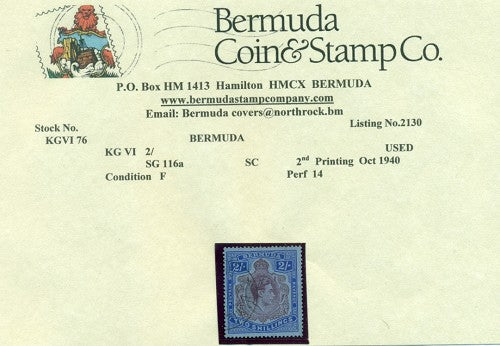 Bermuda
Coin&Stamp Co.
P.O. Box HM 1413 Hamilton HMCX BERMUDA
www.bermudastampcompany.com
Email: Bermuda covers@northrock.bm
Stock No. Listing No.2130
KGVI 76 BERMUDA USED
KG VI 2/ 2nd Printing Oct 1940
SG 116a SC
Condition F Perf 14
BERMUDA
2/- 2/-
TWO SHILLINGS